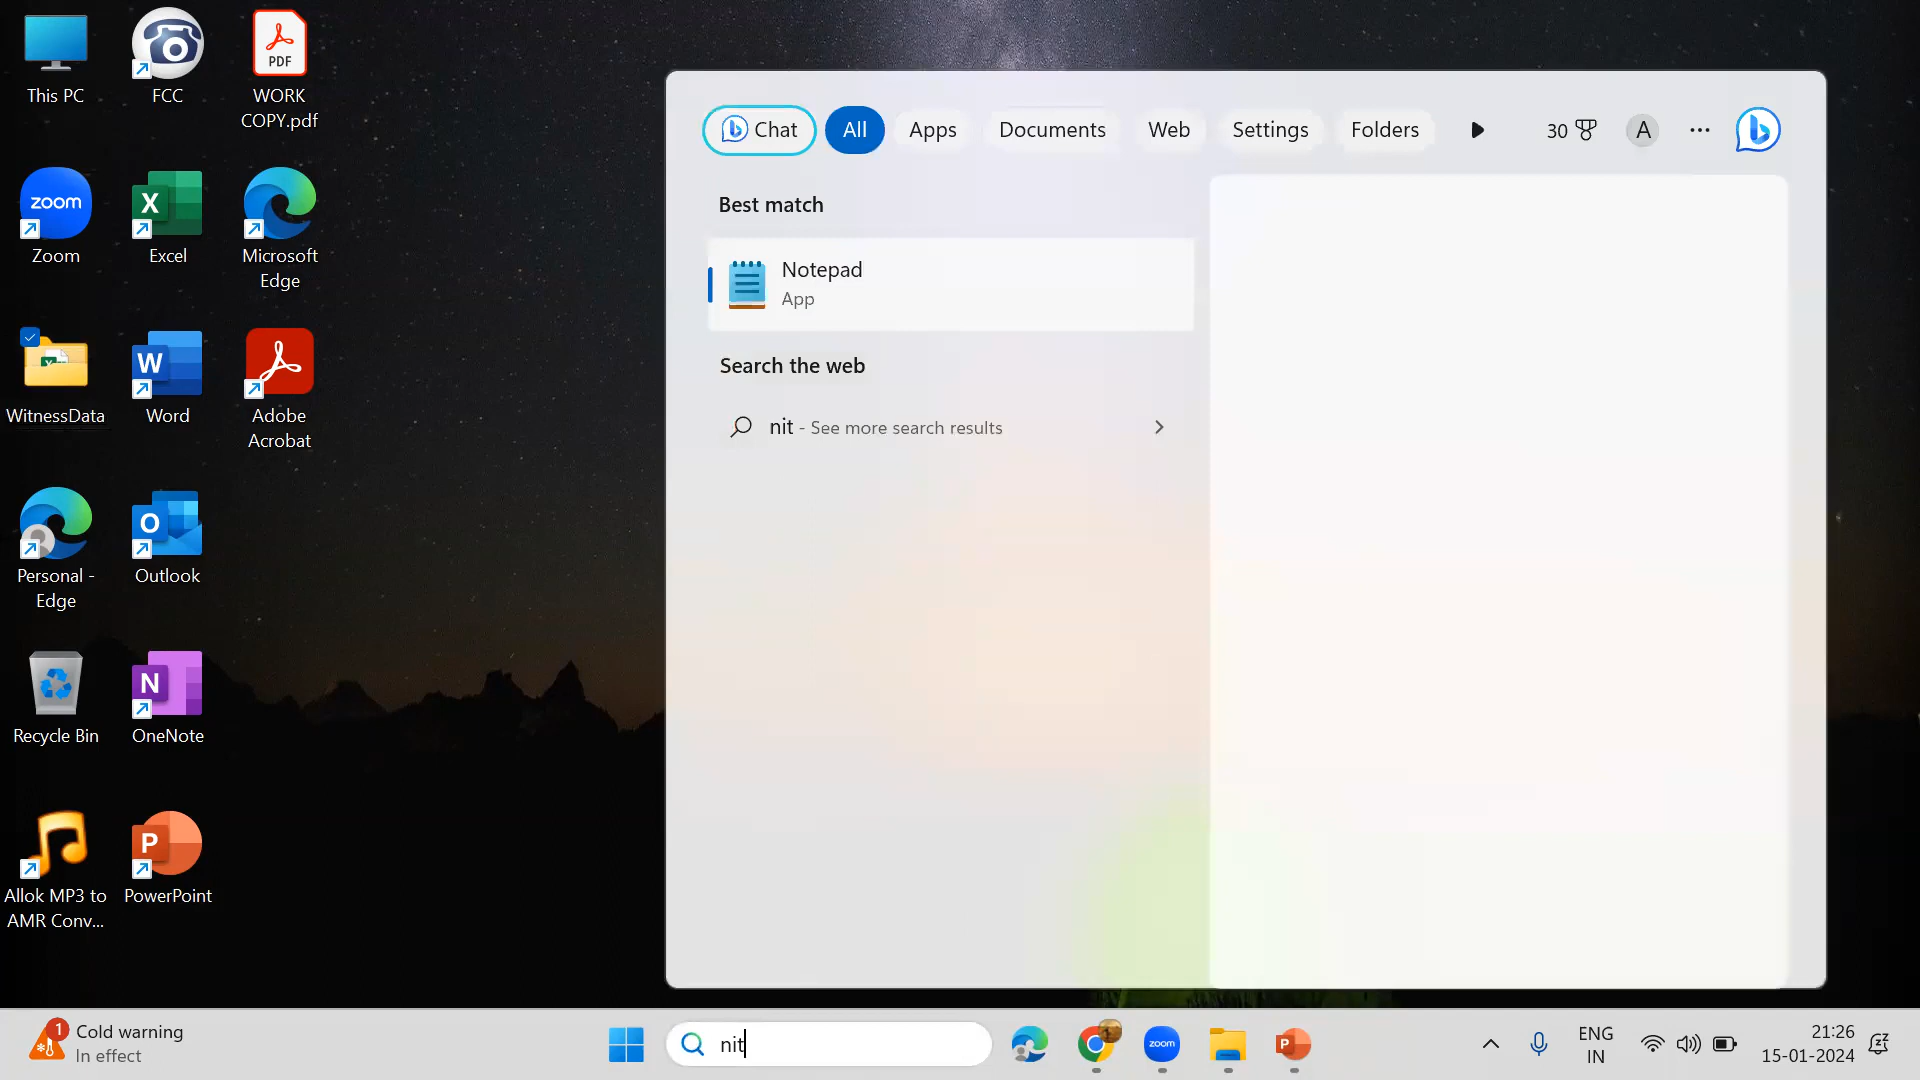 This PC
FCC
PDF
WORK
COPY.pdf
zoom
Zoom
X
Excel
Microsoft
Edge
WitnessData
W
Word
Adobe
Acrobat
Personal -
Edge
O
Outlook
Recycle Bin
N
OneNote
Allok MP3 to
AMR Conv...
P
PowerPoint
Chat
All
Apps
Documents
Web
Settings
Folders
30
A
Best match
Notepad
App
Search the web
nit - See more search results
1
Cold warning
In effect
nit
zoom
P
ENG
IN
21:26
15-01-2024